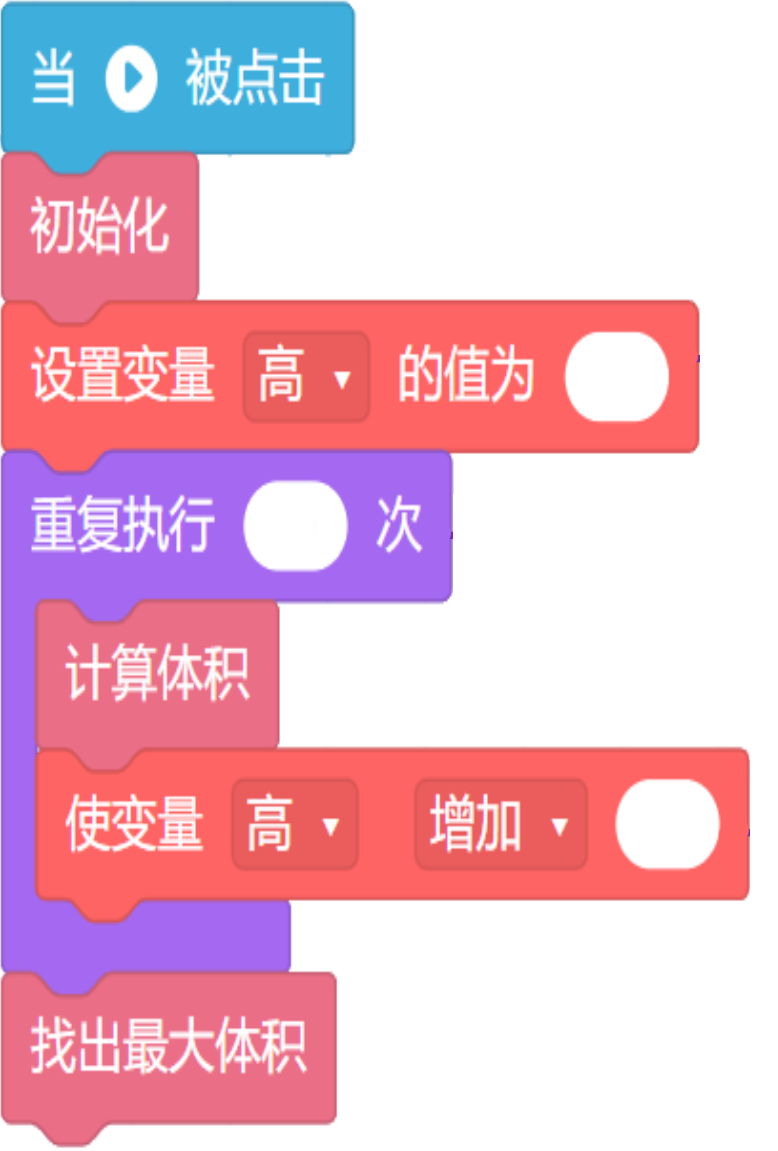 当 被点击
初始化
设置变量 高 的值为
重复执行 次
计算体积
使变量 高 增加
找出最大体积